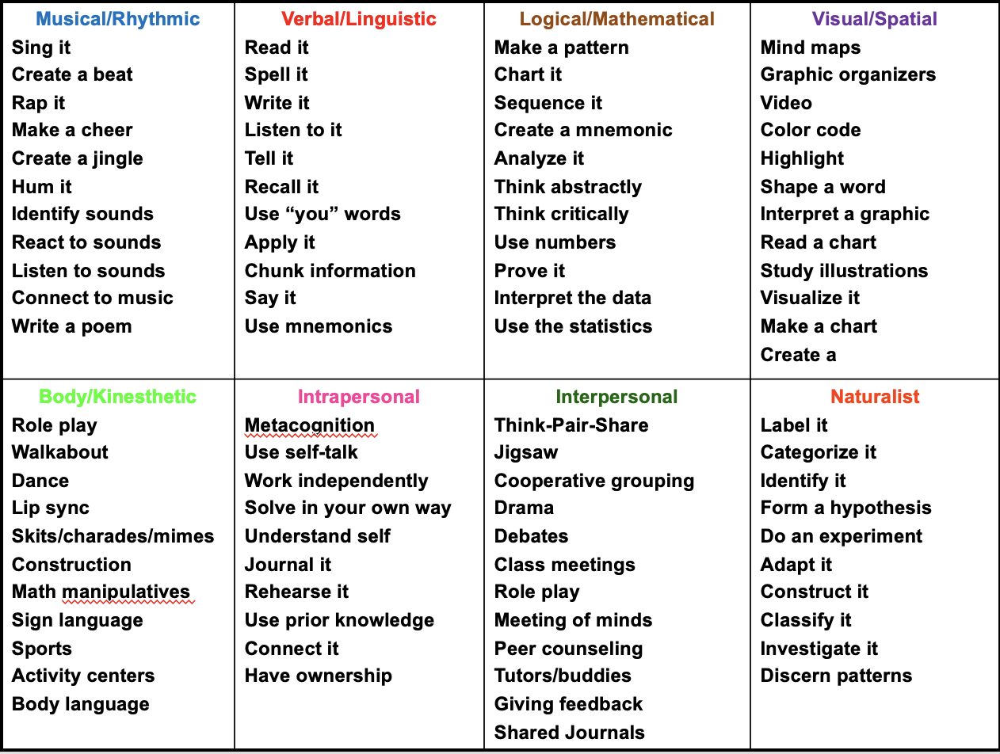 Musical/Rhythmic
Sing it
Create a beat
Rap it
Make a cheer
Create a jingle
Hum it
Identify sounds
React to sounds
Listen to sounds
Connect to music
Write a poem
Verbal/Linguistic
Read it
Spell it
Write it
Listen to it
Tell it
Recall it
Use “you” words
Apply it
Chunk information
Say it
Use mnemonics
Logical/Mathematical
Make a pattern
Chart it
Sequence it
Create a mnemonic
Analyze it
Think abstractly
Think critically
Use numbers
Prove it
Interpret the data
Use the statistics
Visual/Spatial
Mind maps
Graphic organizers
Video
Color code
Highlight
Shape a word
Interpret a graphic
Read a chart
Study illustrations
Visualize it
Make a chart
Create a
Body/Kinesthetic
Role play
Walkabout
Dance
Lip sync
Skits/charades/mimes
Construction
Math manipulatives
Sign language
Sports
Activity centers
Body language
Intrapersonal
Metacognition
Use self-talk
Work independently
Solve in your own way
Understand self
Journal it
Rehearse it
Use prior knowledge
Connect it
Have ownership
Interpersonal
Think-Pair-Share
Jigsaw
Cooperative grouping
Drama
Debates
Class meetings
Role play
Meeting of minds
Peer counseling
Tutors/buddies
Giving feedback
Shared Journals
Naturalist
Label it
Categorize it
Identify it
Form a hypothesis
Do an experiment
Adapt it
Construct it
Classify it
Investigate it
Discern patterns